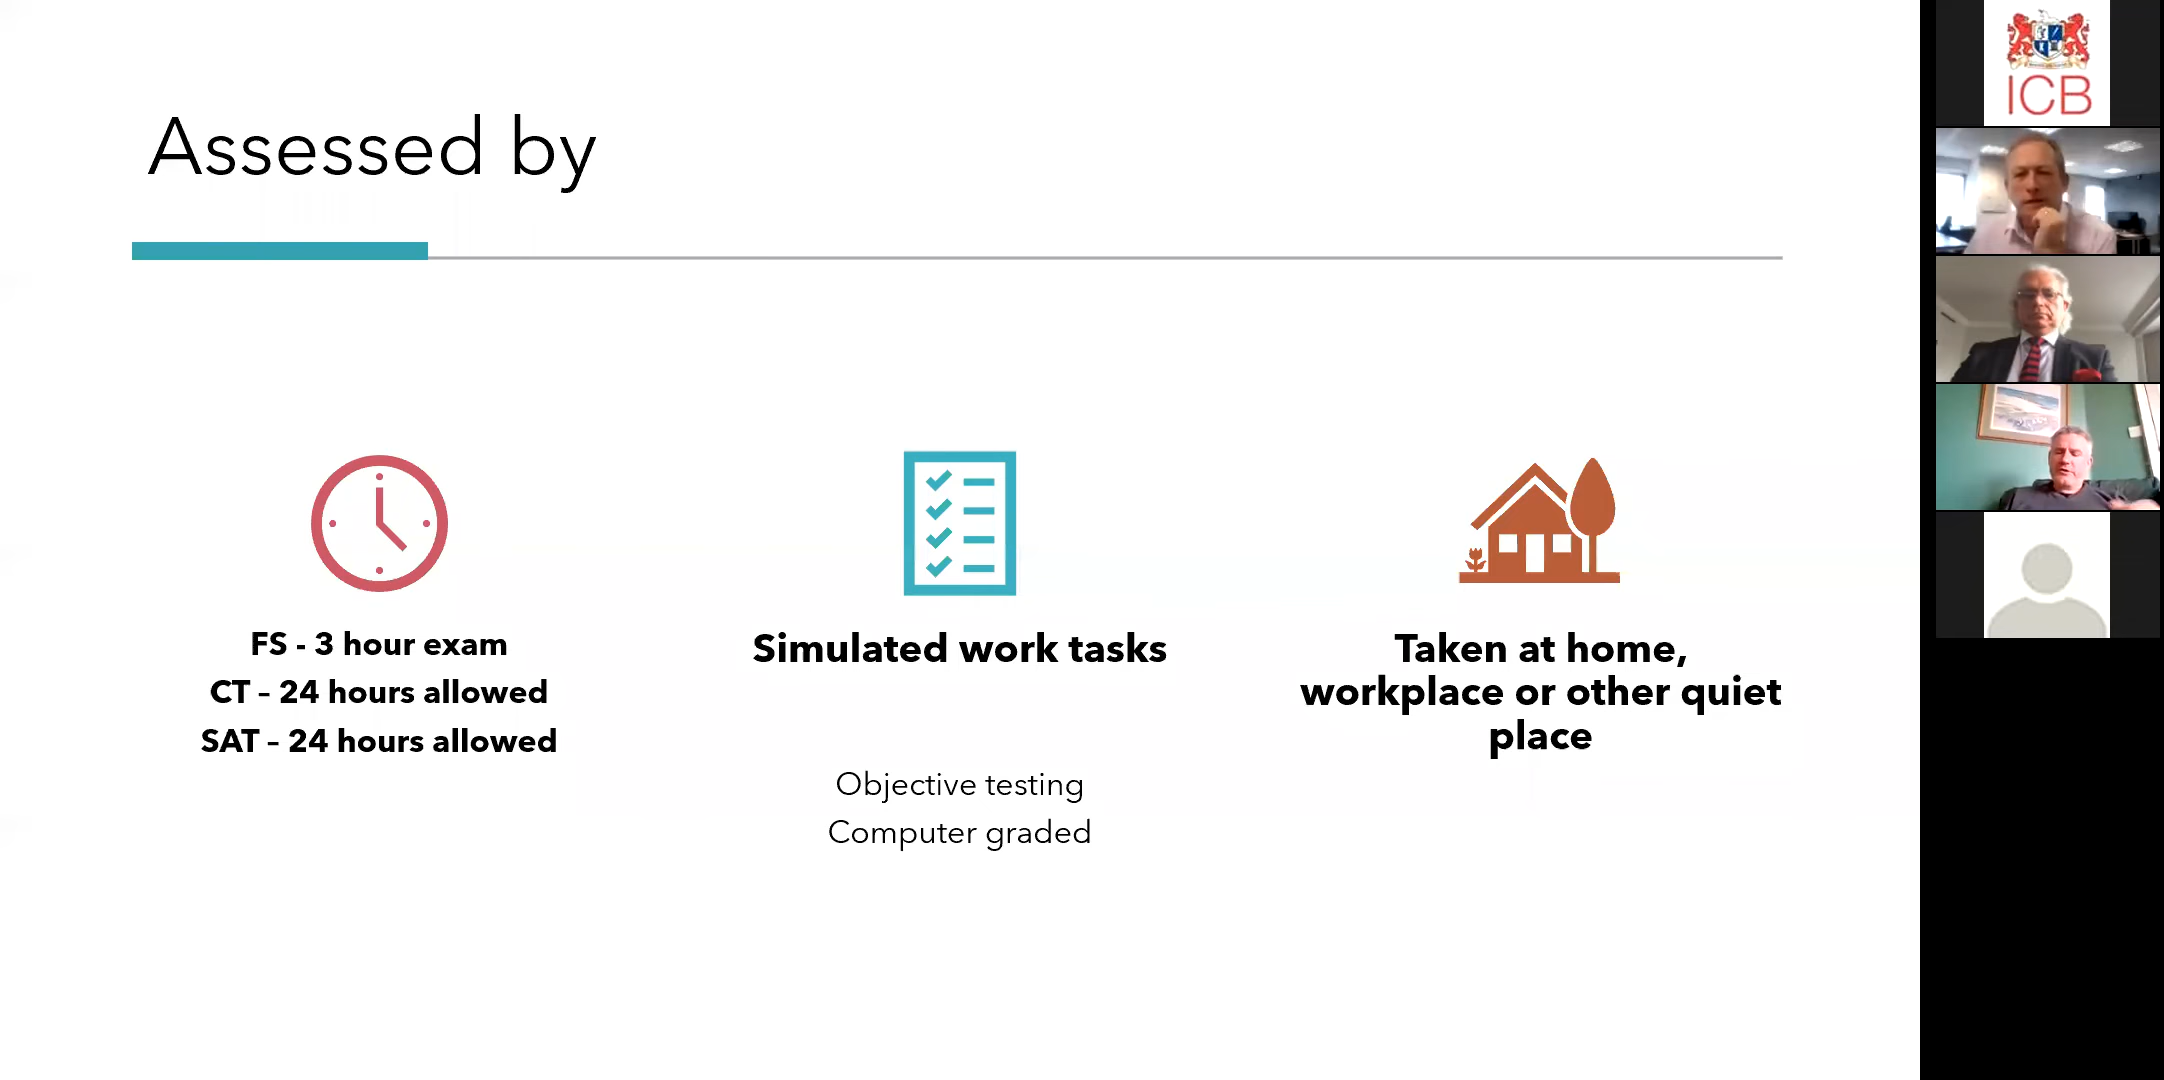 Assessed by
FS - 3 hour exam
CT – 24 hours allowed
SAT – 24 hours allowed
Simulated work tasks
Objective testing
Computer graded
Taken at home,
workplace or other quiet
place
ICB